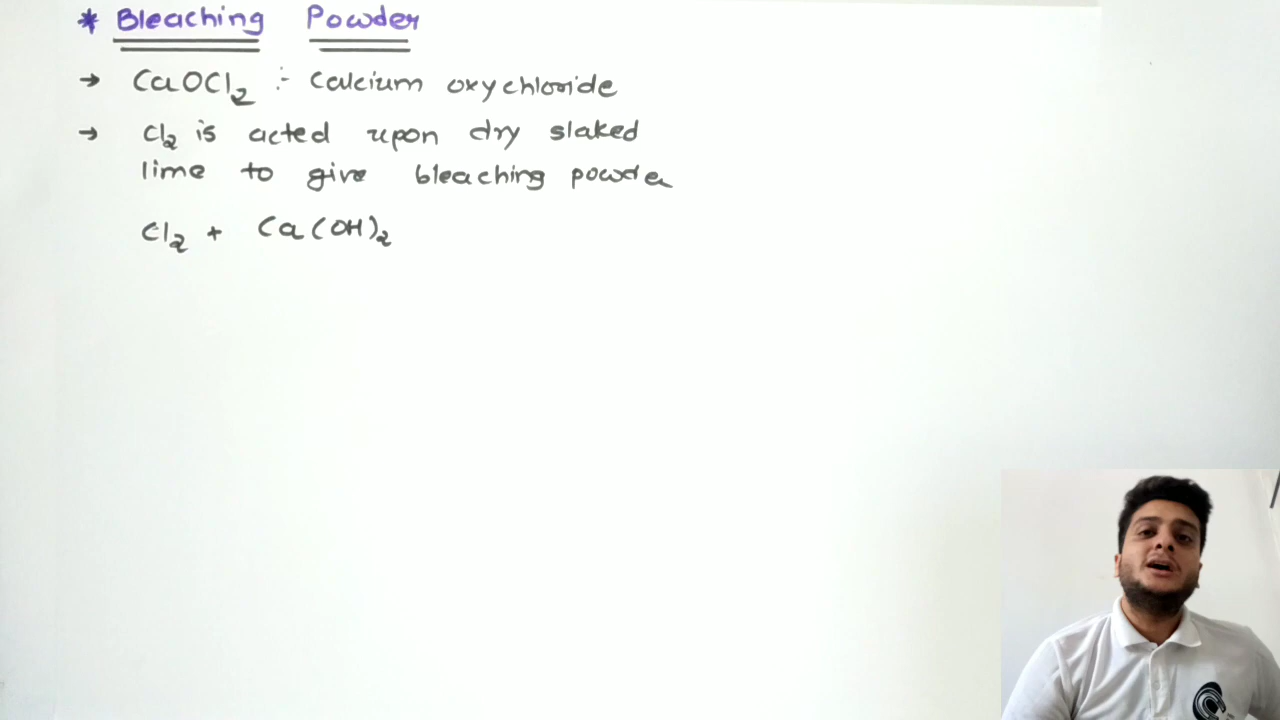 * Bleaching Powder
→ CaOCl₂ :- Calcium oxychloride
→ Cl₂ is acted upon dry slaked
lime to give bleaching powder
Cl₂ + Ca(OH)₂